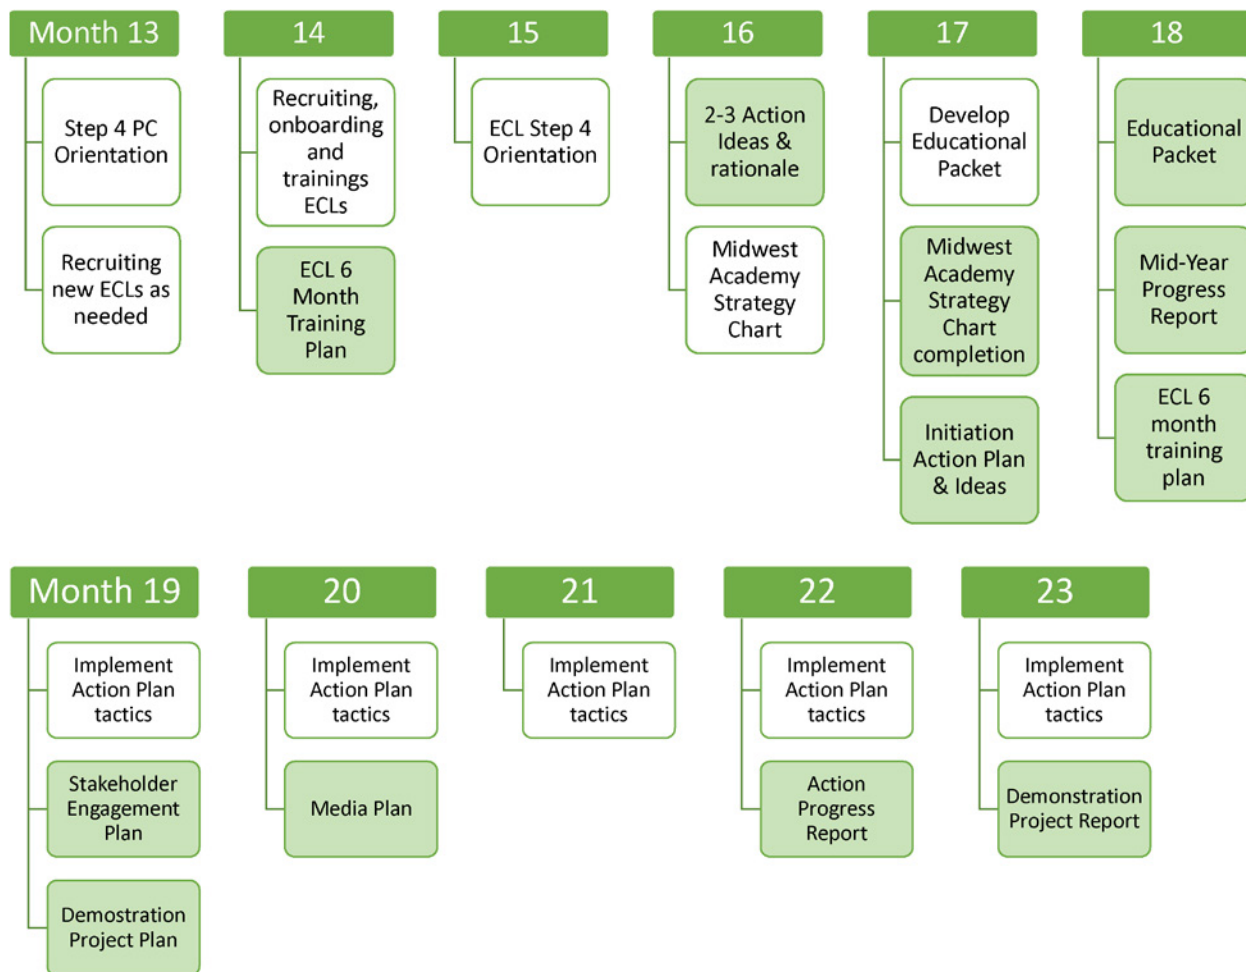 Month 13
Step 4 PC
Orientation
Recruiting
new ECLs as
needed
14
Recruiting,
onboarding
and
trainings
ECLs
ECL 6
Month
Training
Plan
15
ECL Step 4
Orientation
16
2-3 Action
Ideas &
rationale
Midwest
Academy
Strategy
Chart
17
Develop
Educational
Packet
Midwest
Academy
Strategy
Chart
completion
Initiation
Action Plan
& Ideas
18
Educational
Packet
Mid-Year
Progress
Report
ECL 6
month
training
plan
Month 19
Implement
Action Plan
tactics
Stakeholder
Engagement
Plan
Demostration
Project Plan
20
Implement
Action Plan
tactics
Media Plan
21
Implement
Action Plan
tactics
22
Implement
Action Plan
tactics
Action
Progress
Report
23
Implement
Action Plan
tactics
Demonstration
Project Report